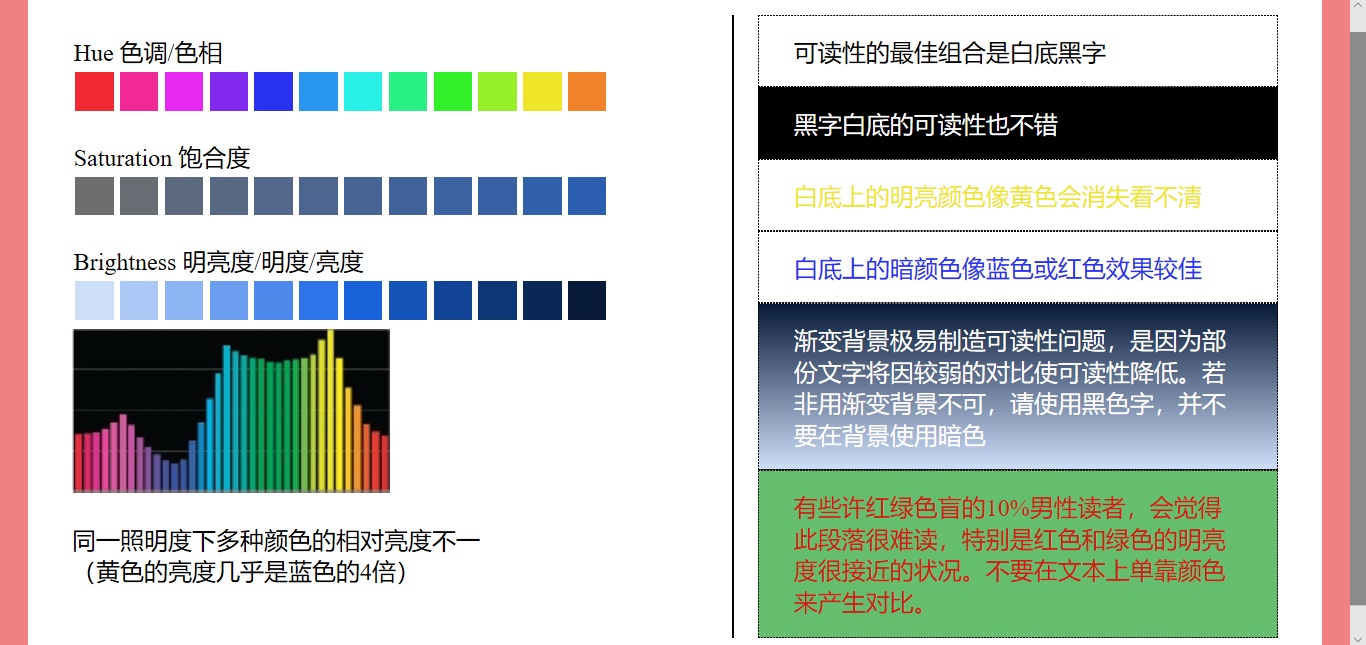 Hue 色调/色相
Saturation 饱合度
Brightness 明亮度/明度/亮度
同一照明度下多种颜色的相对亮度不一
（黄色的亮度几乎是蓝色的4倍）
可读性的最佳组合是白底黑字
黑字白底的可读性也不错
白底上的明亮颜色像黄色会消失看不清
白底上的暗颜色像蓝色或红色效果较佳
渐变背景极易制造可读性问题，是因为部
份文字将因较弱的对比使可读性降低。若
非用渐变背景不可，请使用黑色字，并不
要在背景使用暗色
有些许红绿色盲的10%男性读者，会觉得
此段落很难读，特别是红色和绿色的明亮
度很接近的状况。不要在文本上单靠颜色
来产生对比。